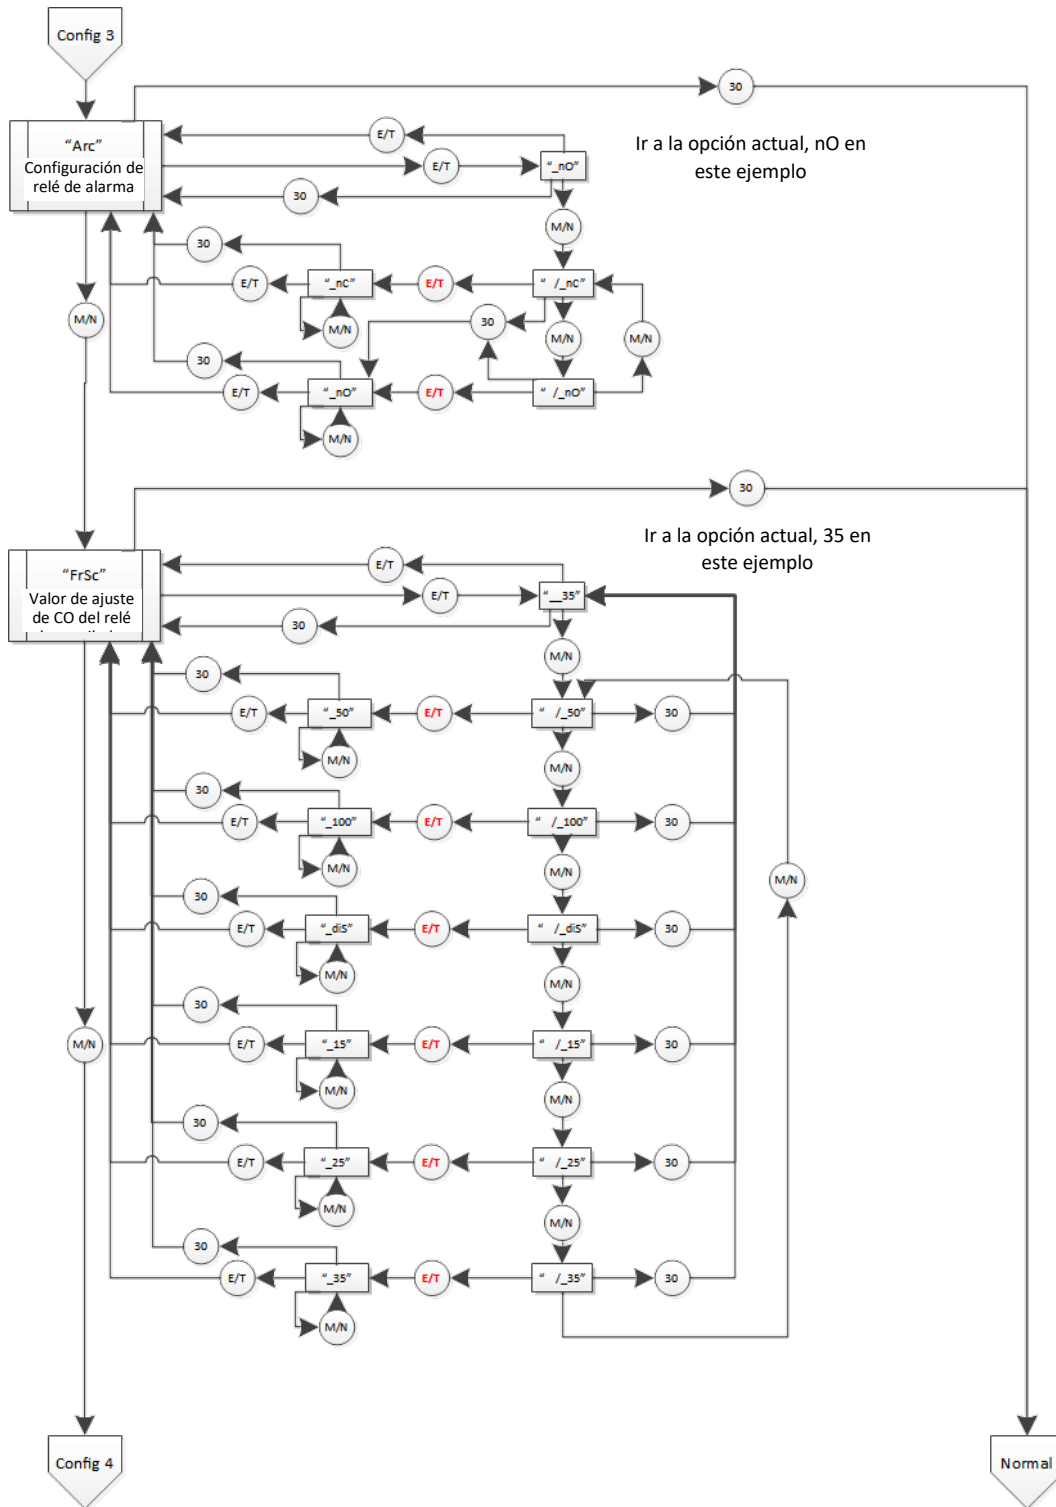 Config 3
30
“Arc”
Configuración de
relé de alarma
E/T
E/T
“_nO”
30
Ir a la opción actual, nO en
este ejemplo
M/N
30
E/T
“_nC”
E/T
“ /_nC”
M/N
M/N
30
M/N
M/N
30
E/T
“_nO”
E/T
“ /_nO”
M/N
30
“FrSc”
Valor de ajuste
de CO del relé
E/T
E/T
“__35”
30
Ir a la opción actual, 35 en
este ejemplo
M/N
30
E/T
“_50”
E/T
“ /_50”
30
M/N
M/N
30
E/T
“_100”
E/T
“ /_100”
30
M/N
M/N
M/N
30
E/T
“_diS”
E/T
“ /_diS”
30
M/N
M/N
30
M/N
E/T
“_15”
E/T
“ /_15”
30
M/N
M/N
30
E/T
“_25”
E/T
“ /_25”
30
M/N
M/N
30
E/T
“_35”
E/T
“ /_35”
30
M/N
Config 4
Normal